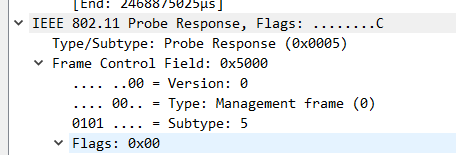 [End: 2468875025µs]
IEEE 802.11 Probe Response, Flags: ........C
Type/Subtype: Probe Response (0x0005)
Frame Control Field: 0x5000
.... ..00 = Version: 0
.... 00.. = Type: Management frame (0)
0101 .... = Subtype: 5
Flags: 0x00